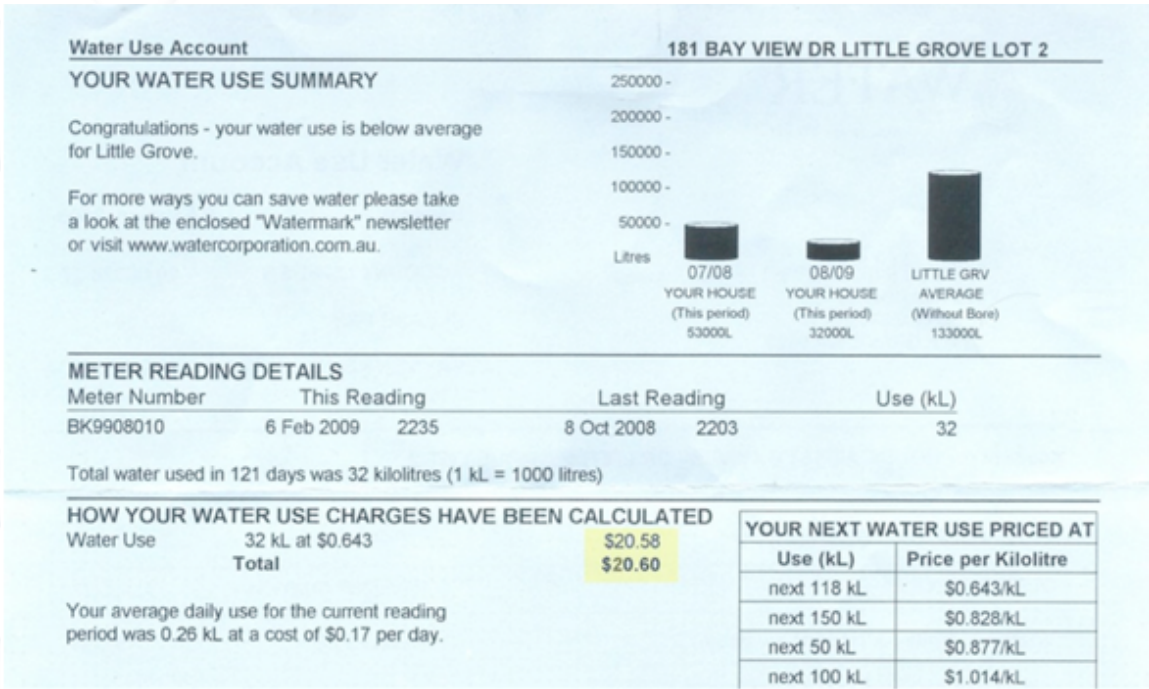 Water Use Account 181 BAY VIEW DR LITTLE GROVE LOT 2
YOUR WATER USE SUMMARY
Congratulations - your water use is below average
for Little Grove.
For more ways you can save water please take
a look at the enclosed "Watermark" newsletter
or visit www.watercorporation.com.au.
250000 -
200000 -
150000 -
100000 -
50000 -
Litres
07/08 08/09 LITTLE GRV
YOUR HOUSE YOUR HOUSE AVERAGE
(This period) (This period) (Without Bore)
53000L 32000L 133000L
METER READING DETAILS
Meter Number This Reading Last Reading Use (kL)
BK9908010 6 Feb 2009 2235 8 Oct 2008 2203 32
Total water used in 121 days was 32 kilolitres (1 kL = 1000 litres)
HOW YOUR WATER USE CHARGES HAVE BEEN CALCULATED
Water Use 32 kL at $0.643 $20.58
Total $20.60
Your average daily use for the current reading
period was 0.26 kL at a cost of $0.17 per day.
YOUR NEXT WATER USE PRICED AT
Use (kL) Price per Kilolitre
next 118 kL $0.643/kL
next 150 kL $0.828/kL
next 50 kL $0.877/kL
next 100 kL $1.014/kL